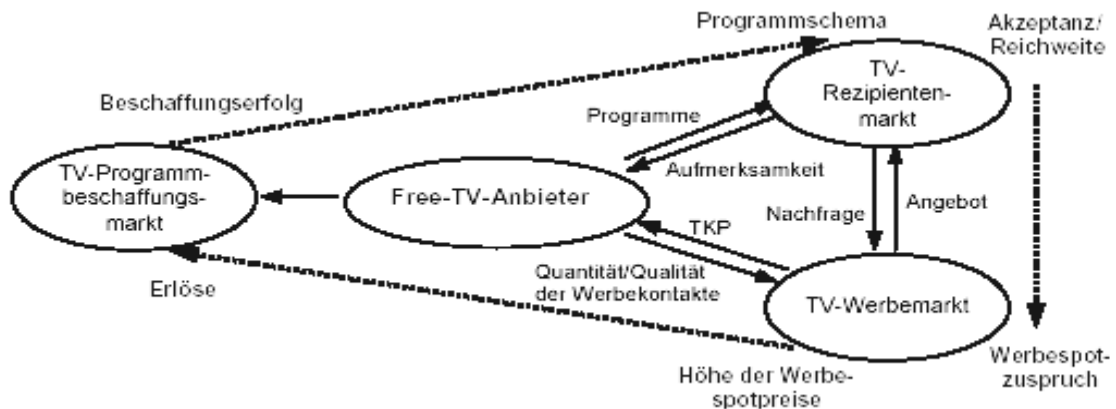 Programmschema
Akzeptanz/
Reichweite
TV-
Rezipienten-
markt
Beschaffungserfolg
Programme
Aufmerksamkeit
TV-Programm-
beschaffungs-
markt
Free-TV-Anbieter
TKP
Nachfrage
Angebot
Quantität/Qualität
der Werbekontakte
Erlöse
TV-Werbemarkt
Höhe der Werbe-
spotpreise
Werbespot-
zuspruch